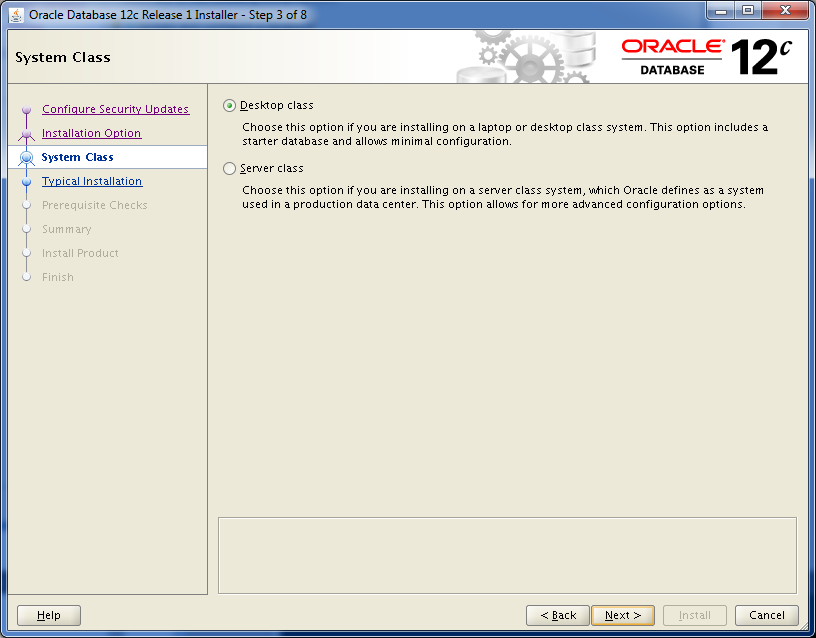 Oracle Database 12c Release 1 Installer - Step 3 of 8
System Class
ORACLE
DATABASE
12c
Configure Security Updates
Installation Option
System Class
Typical Installation
Prerequisite Checks
Summary
Install Product
Finish
Desktop class
Choose this option if you are installing on a laptop or desktop class system. This option includes a
starter database and allows minimal configuration.
Server class
Choose this option if you are installing on a server class system, which Oracle defines as a system
used in a production data center. This option allows for more advanced configuration options.
Help
< Back
Next >
Install
Cancel